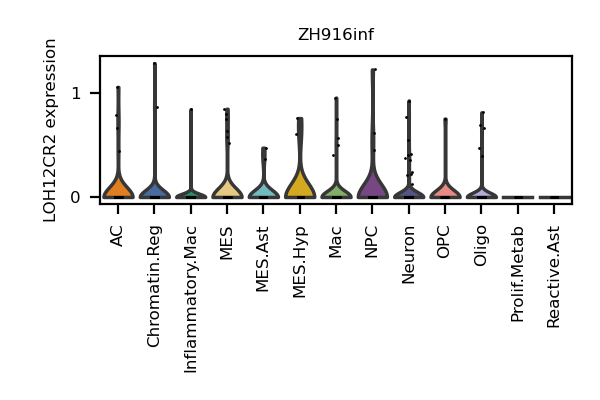 ZH916inf
LOH12CR2 expression
1
0
AC
Chromatin.Reg
Inflammatory.Mac
MES
MES.Ast
MES.Hyp
Mac
NPC
Neuron
OPC
Oligo
Prolif.Metab
Reactive.Ast